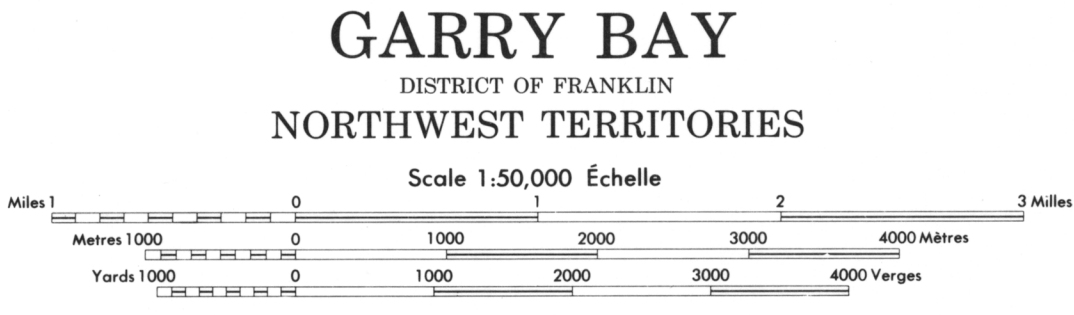 GARRY BAY
DISTRICT OF FRANKLIN
NORTHWEST TERRITORIES
Scale 1:50,000 Échelle
Miles 1 0 1 2 3 Milles
Metres 1000 0 1000 2000 3000 4000 Mètres
Yards 1000 0 1000 2000 3000 4000 Verges